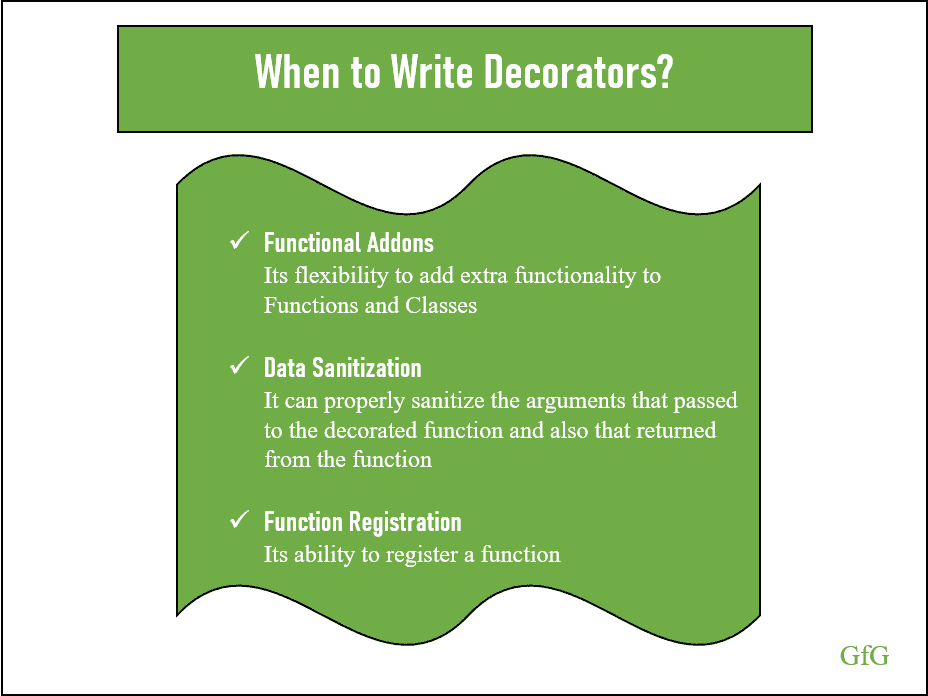 When to Write Decorators?
✓ Functional Addons
Its flexibility to add extra functionality to
Functions and Classes
✓ Data Sanitization
It can properly sanitize the arguments that passed
to the decorated function and also that returned
from the function
✓ Function Registration
Its ability to register a function
GfG